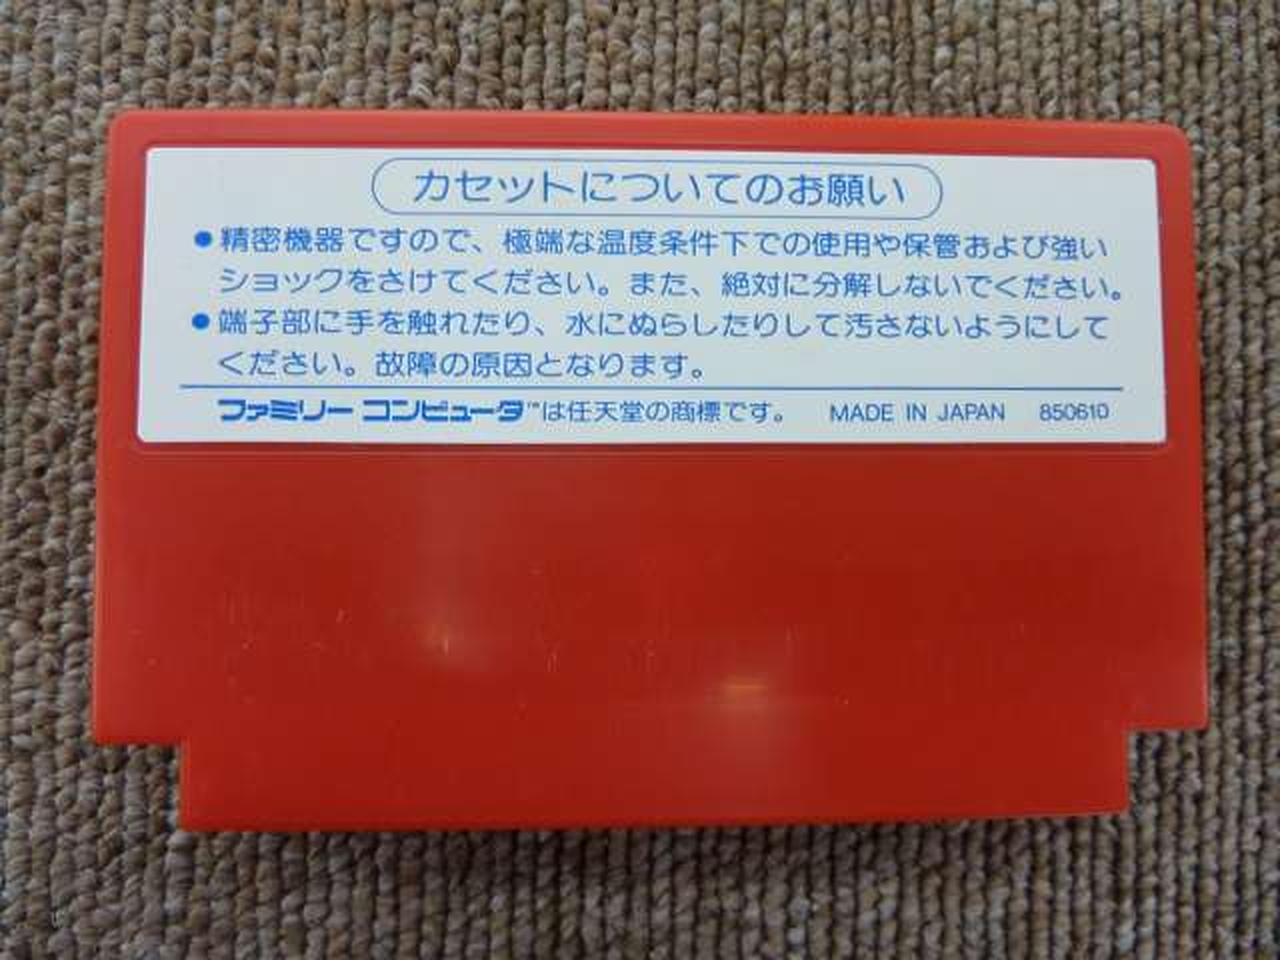 カセットについてのお願い
●精密機器ですので、極端な温度条件下での使用や保管および強い
ショックをさけてください。また、絶対に分解しないでください。
●端子部に手を触れたり、水にぬらしたりして汚さないようにして
ください。故障の原因となります。
ファミリー コンピュータ™は任天堂の商標です。 MADE IN JAPAN 850610